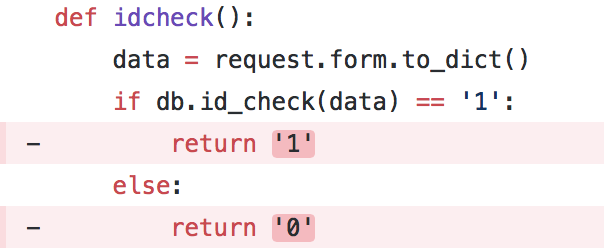 def idcheck():
    data = request.form.to_dict()
    if db.id_check(data) == '1':
-        return '1'
    else:
-        return '0'